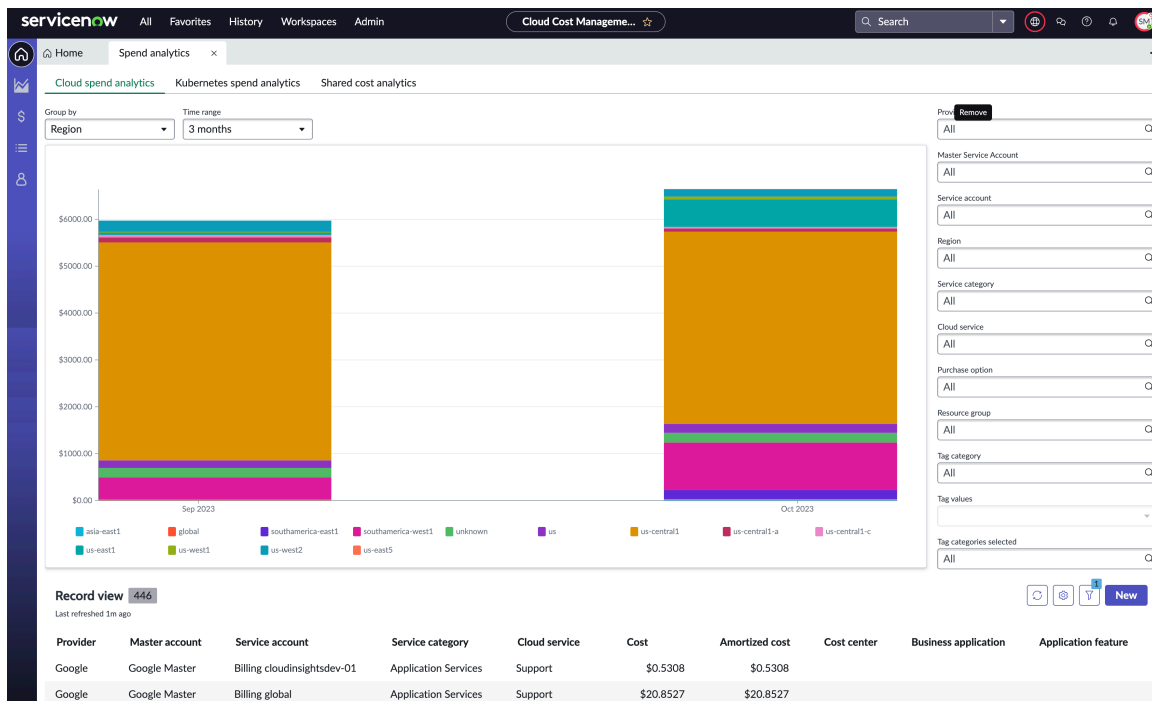 servicenow All Favorites History Workspaces Admin Cloud Cost Manageme... Search SM
Home Spend analytics ×
Cloud spend analytics Kubernetes spend analytics Shared cost analytics
Group by Time range
Region 3 months
$6000.00
$5000.00
$4000.00
$3000.00
$2000.00
$1000.00
$0.00
Sep 2023 Oct 2023
asia-east1 global southamerica-east1 southamerica-west1 unknown us us-central1 us-central1-a us-central1-c
us-east1 us-west1 us-west2 us-east5
Remove
All
Master Service Account
All
Service account
All
Region
All
Service category
All
Cloud service
All
Purchase option
All
Resource group
All
Tag category
All
Tag values
Tag categories selected
All
Record view 446
Last refreshed 1m ago
1
New
Provider Master account Service account Service category Cloud service Cost Amortized cost Cost center Business application Application feature
Google Google Master Billing cloudinsightsdev-01 Application Services Support $0.5308 $0.5308
Google Google Master Billing global Application Services Support $20.8527 $20.8527